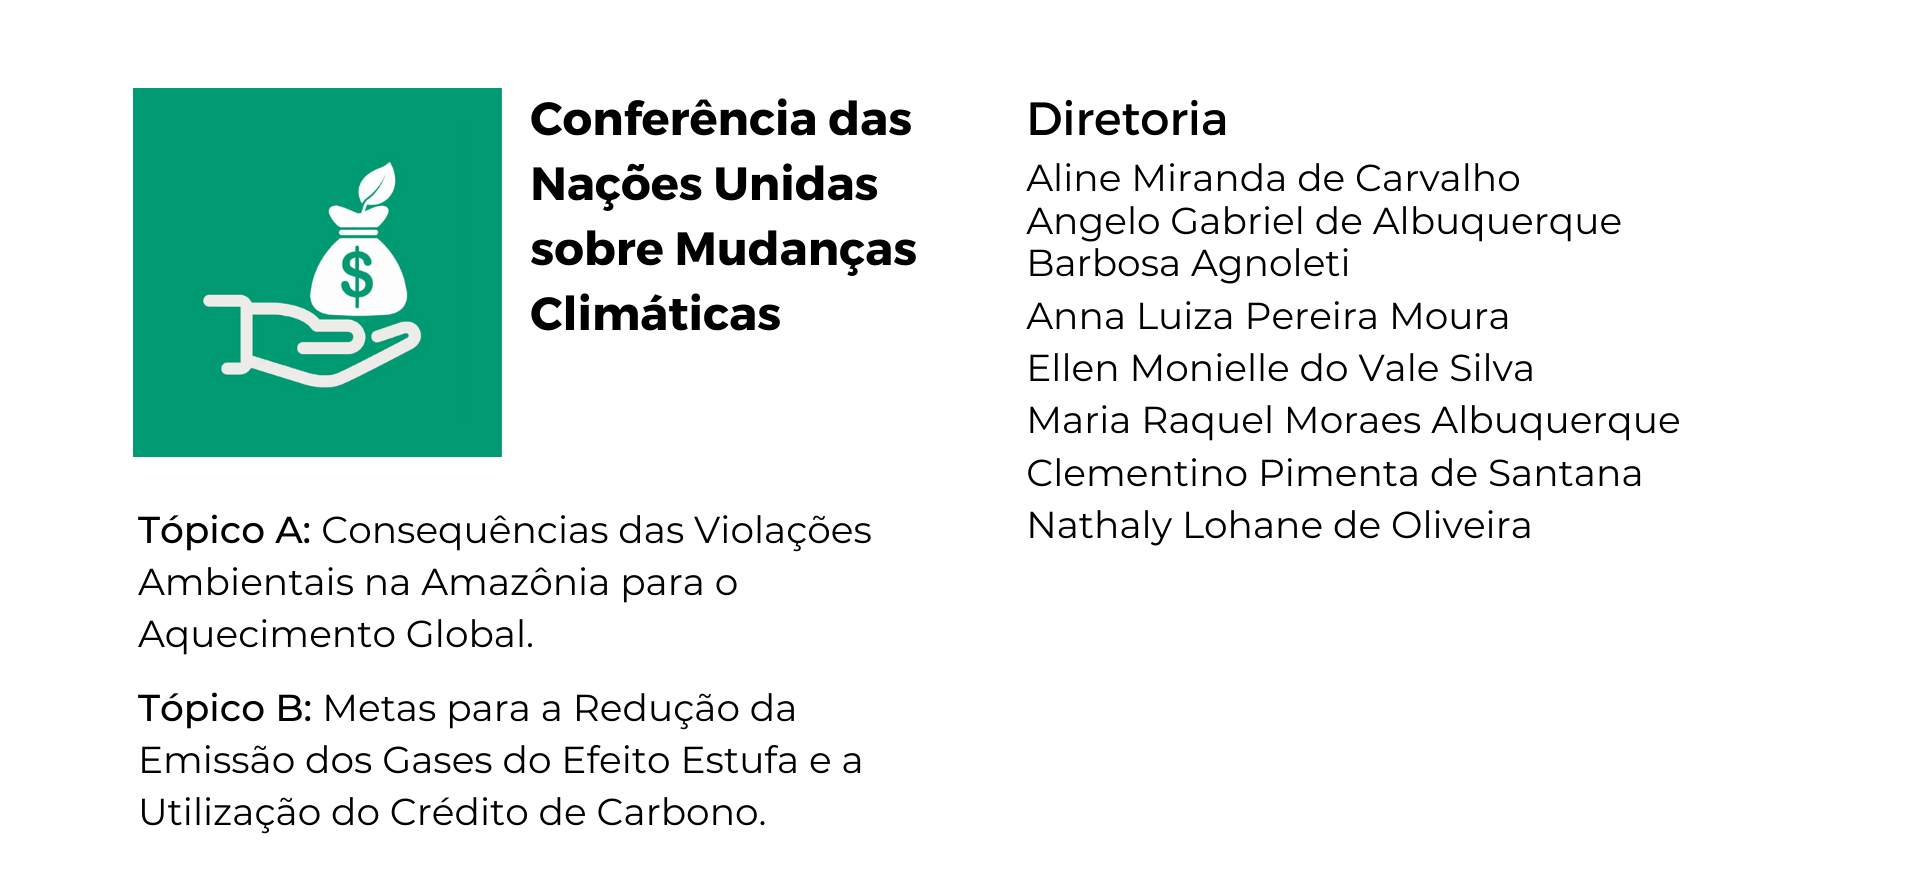 Conferência das
Nações Unidas
sobre Mudanças
Climáticas
$
Tópico A: Consequências das Violações
Ambientais na Amazônia para o
Aquecimento Global.
Tópico B: Metas para a Redução da
Emissão dos Gases do Efeito Estufa e a
Utilização do Crédito de Carbono.
Diretoria
Aline Miranda de Carvalho
Angelo Gabriel de Albuquerque
Barbosa Agnoleti
Anna Luiza Pereira Moura
Ellen Monielle do Vale Silva
Maria Raquel Moraes Albuquerque
Clementino Pimenta de Santana
Nathaly Lohane de Oliveira